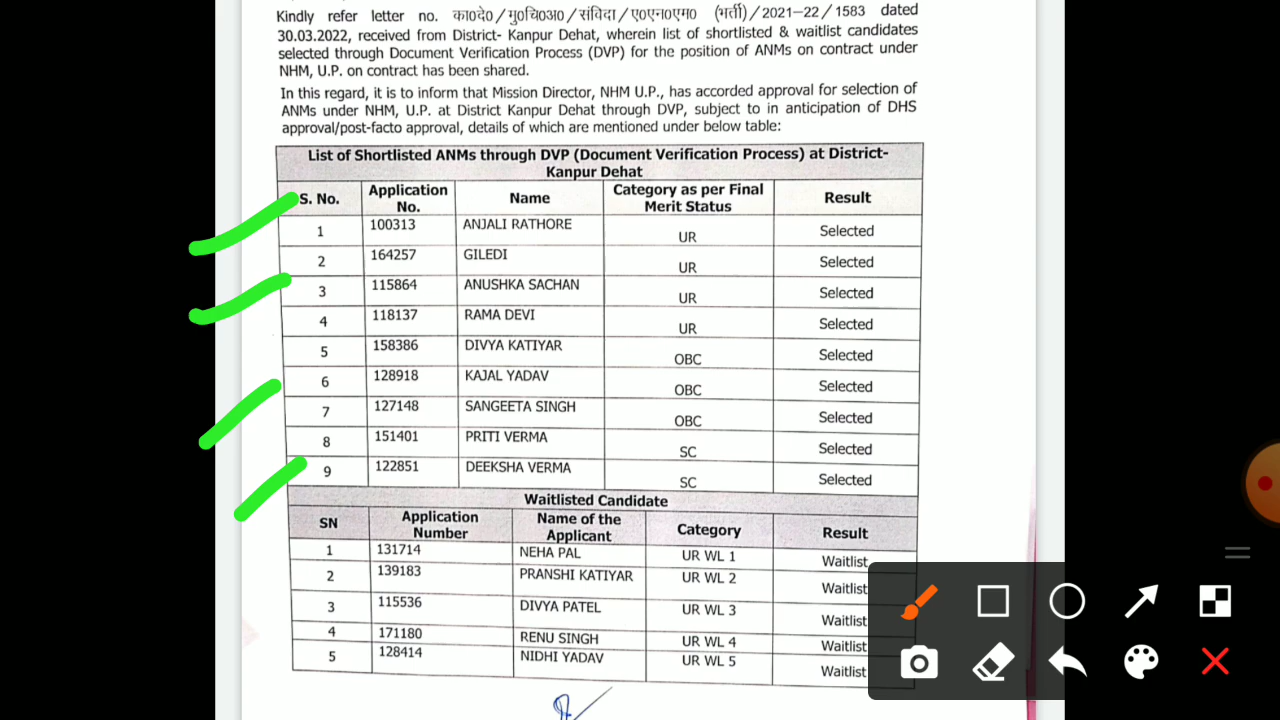 Kindly refer letter no. का0दे0/मु0चि0अ0/संविदा/ए0एन0एम0 (भर्ती)/2021-22/1583 dated
30.03.2022, received from District- Kanpur Dehat, wherein list of shortlisted & waitlist candidates
selected through Document Verification Process (DVP) for the position of ANMs on contract under
NHM, U.P. on contract has been shared.
In this regard, it is to inform that Mission Director, NHM U.P., has accorded approval for selection of
ANMs under NHM, U.P. at District Kanpur Dehat through DVP, subject to in anticipation of DHS
approval/post-facto approval, details of which are mentioned under below table:
List of Shortlisted ANMs through DVP (Document Verification Process) at District-
Kanpur Dehat
S. No. Application No. Name Category as per Final Merit Status Result
1 100313 ANJALI RATHORE UR Selected
2 164257 GILEDI UR Selected
3 115864 ANUSHKA SACHAN UR Selected
4 118137 RAMA DEVI UR Selected
5 158386 DIVYA KATIYAR OBC Selected
6 128918 KAJAL YADAV OBC Selected
7 127148 SANGEETA SINGH OBC Selected
8 151401 PRITI VERMA SC Selected
9 122851 DEEKSHA VERMA SC Selected
Waitlisted Candidate
SN Application Number Name of the Applicant Category Result
1 131714 NEHA PAL UR WL 1 Waitlist
2 139183 PRANSHI KATIYAR UR WL 2 Waitlist
3 115536 DIVYA PATEL UR WL 3 Waitlist
4 171180 RENU SINGH UR WL 4 Waitlist
5 128414 NIDHI YADAV UR WL 5 Waitlist